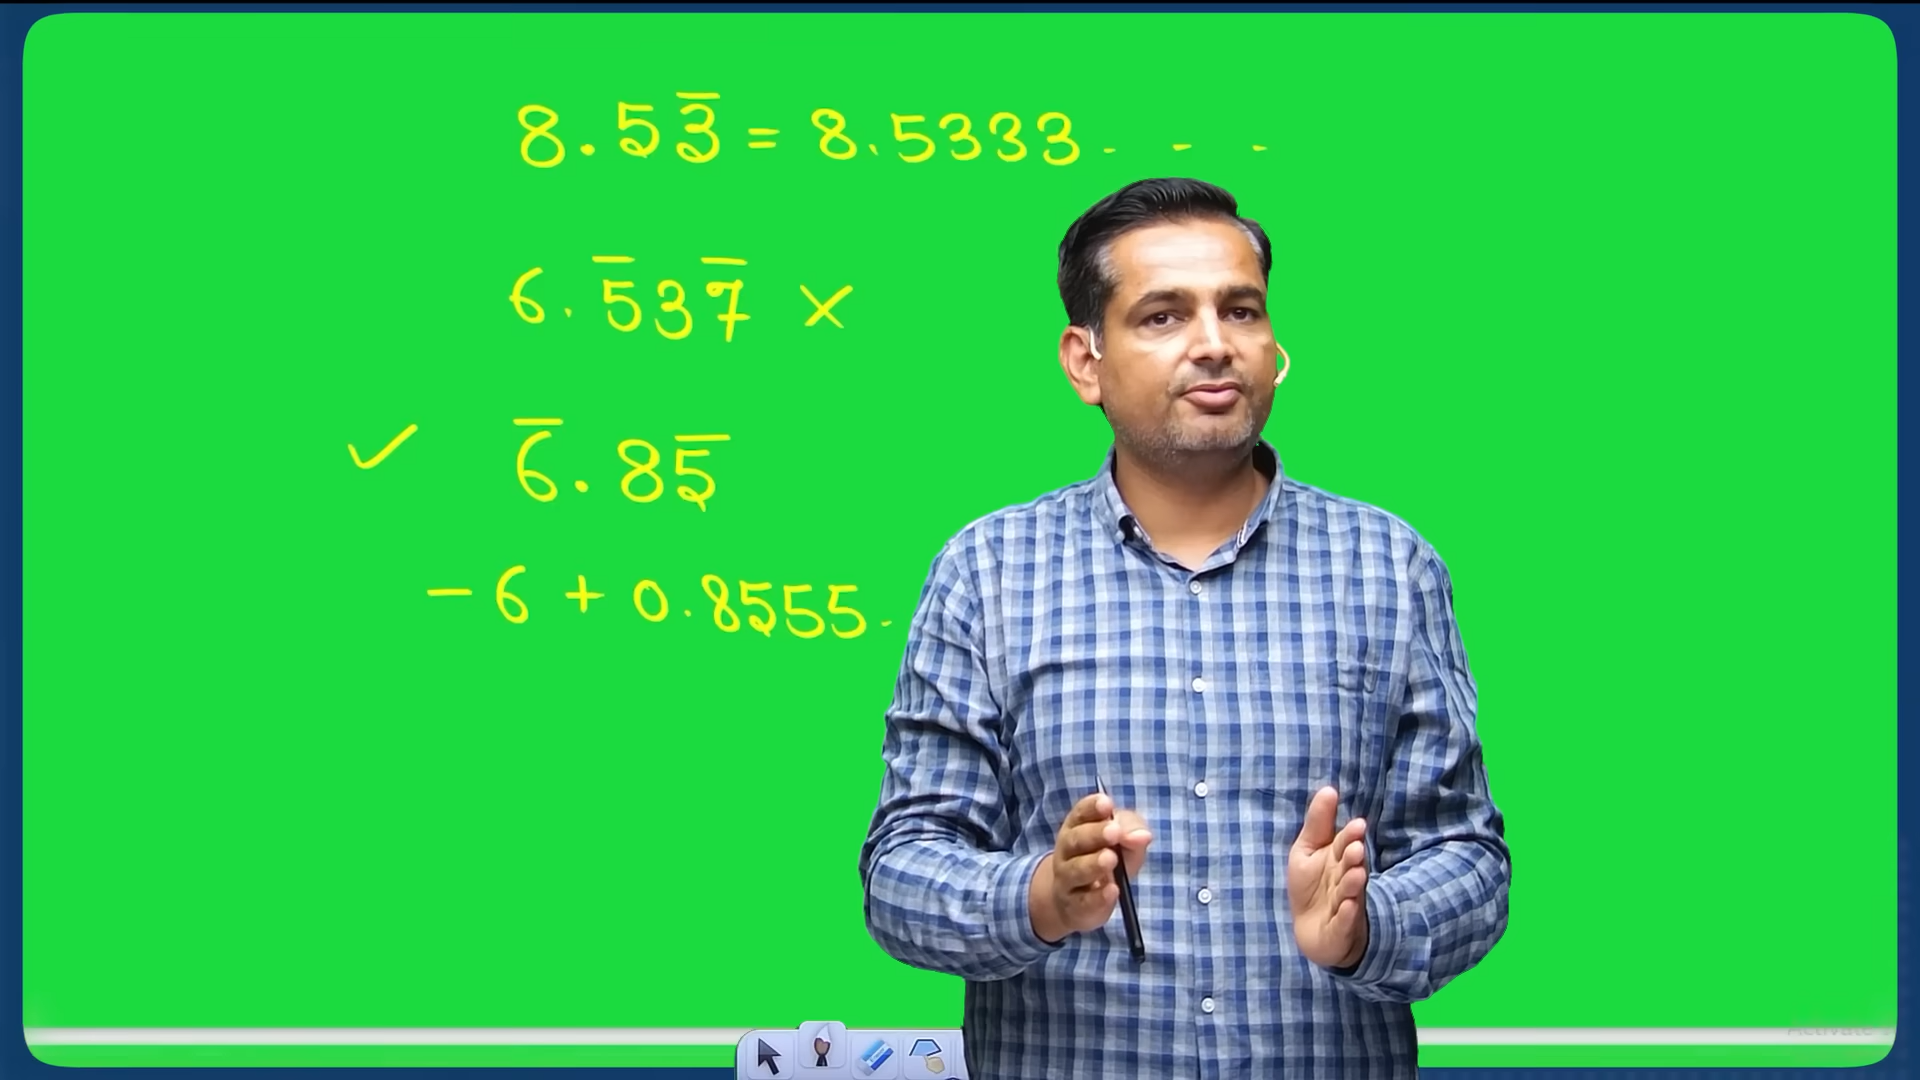 8.53̅ = 8.5333. - -
6.5̅37̅ ×
✓ 6̅.85̅
-6 + 0.8555.